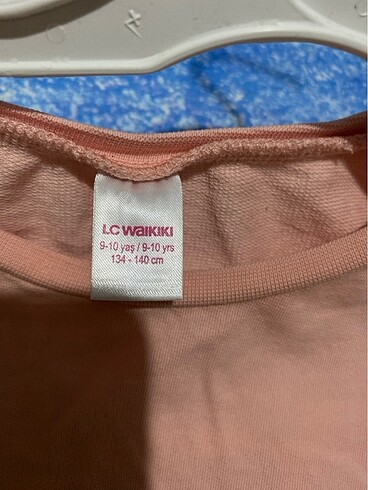 LC WAIKIKI
9-10 yaş / 9-10 yrs
134 - 140 cm